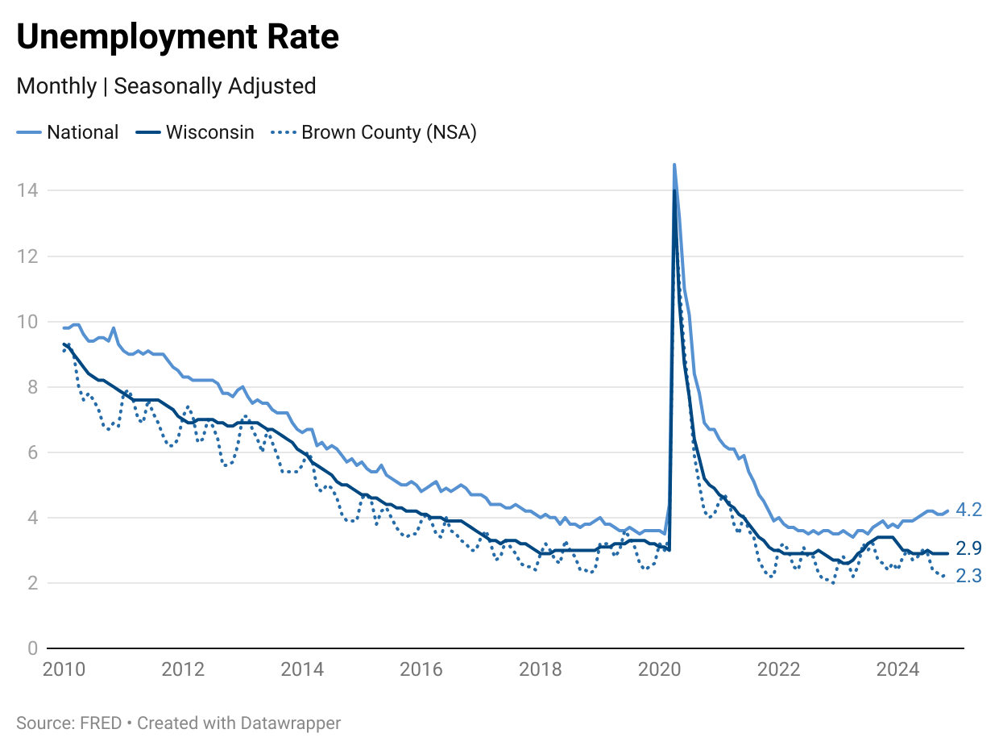 Unemployment Rate
Monthly | Seasonally Adjusted
National Wisconsin Brown County (NSA)
14
12
10
8
6
4
2
0
4.2
2.9
2.3
2010 2012 2014 2016 2018 2020 2022 2024
Source: FRED • Created with Datawrapper